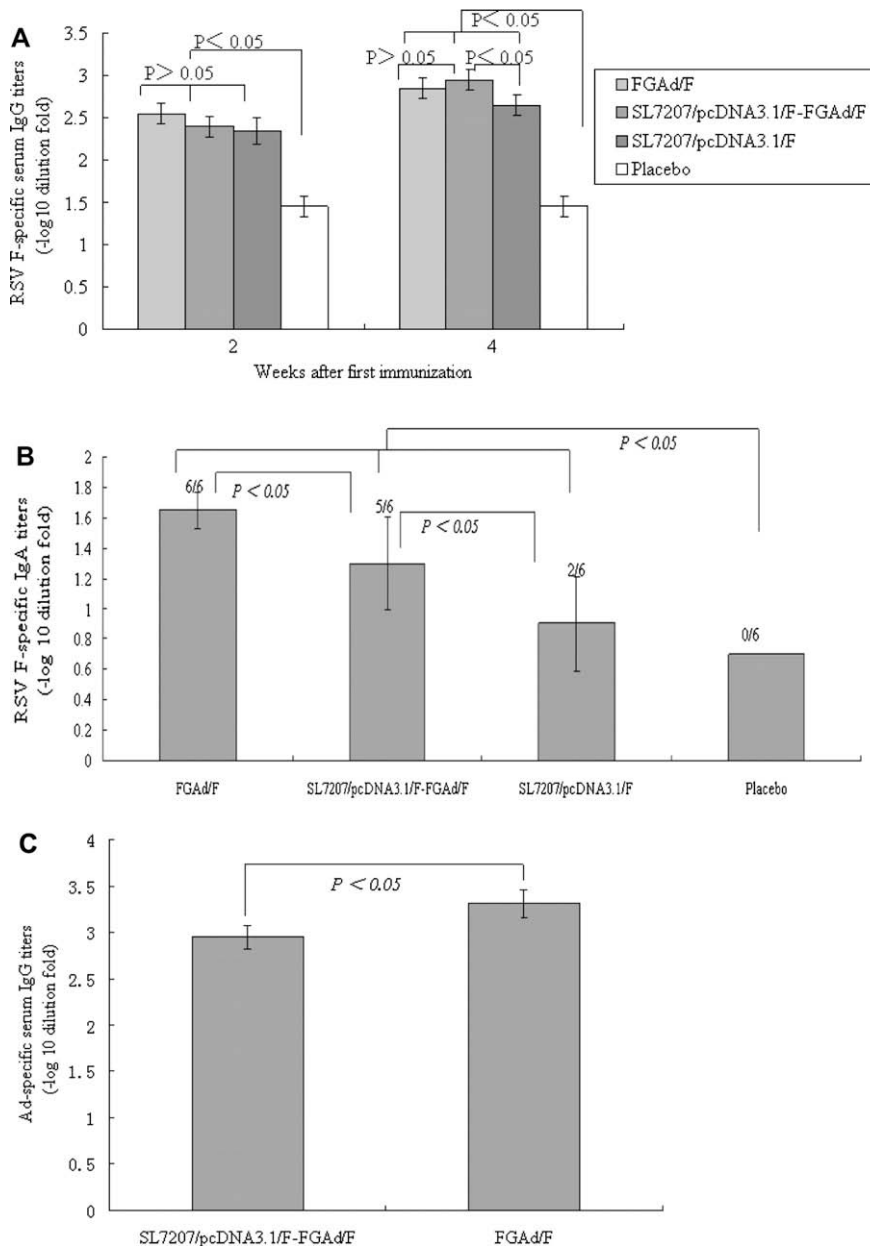 A
RSV F-specific serum IgG titers
(-log10 dilution fold)
3.5
3
2.5
2
1.5
1
0.5
0
P< 0.05
P> 0.05
P< 0.05
P> 0.05
P< 0.05
2
4
Weeks after first immunization
FGAd/F
SL7207/pcDNA3.1/F-FGAd/F
SL7207/pcDNA3.1/F
Placebo
B
RSV F-specific IgA titers
(-log 10 dilution fold)
2
1.8
1.6
1.4
1.2
1
0.8
0.6
0.4
0.2
0
P < 0.05
6/6
P < 0.05
5/6
P < 0.05
2/6
0/6
FGAd/F
SL7207/pcDNA3.1/F-FGAd/F
SL7207/pcDNA3.1/F
Placebo
C
Ad-specific serum IgG titers
(-log 10 dilution fold)
4
3.5
3
2.5
2
1.5
1
0.5
0
P < 0.05
SL7207/pcDNA3.1/F-FGAd/F
FGAd/F